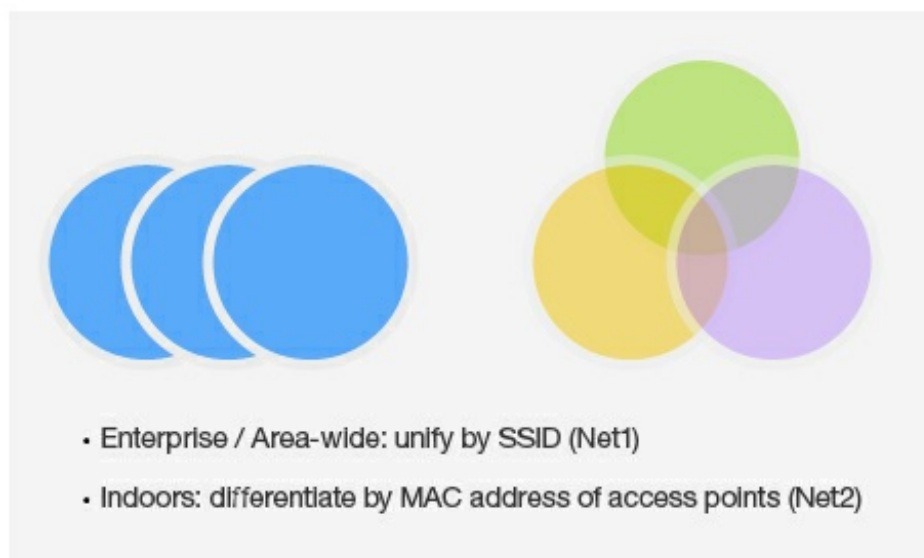 • Enterprise / Area-wide: unify by SSID (Net1)
• Indoors: differentiate by MAC address of access points (Net2)